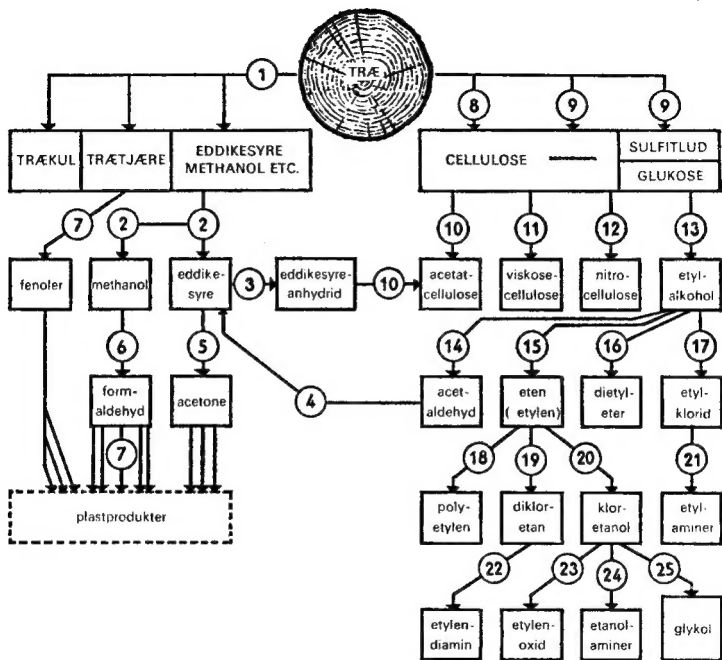 TRÆ
1
8
9
9
TRÆKUL
TRÆTJÆRE
EDDIKESYRE
METHANOL ETC.
CELLULOSE
SULFITLUD
GLUKOSE
7
2
2
10
11
12
13
fenoler
methanol
eddike-
syre
3
eddikesyre-
anhydrid
10
acetat-
cellulose
viskose-
cellulose
nitro-
cellulose
etyl-
alkohol
6
5
14
15
16
17
4
form-
aldehyd
acetone
acet-
aldehyd
eten
( etylen)
dietyl-
eter
etyl-
klorid
7
18
19
20
21
plastprodukter
poly-
etylen
diklor-
etan
klor-
etanol
etyl-
aminer
22
23
24
25
etylen-
diamin
etylen-
oxid
etanol-
aminer
glykol